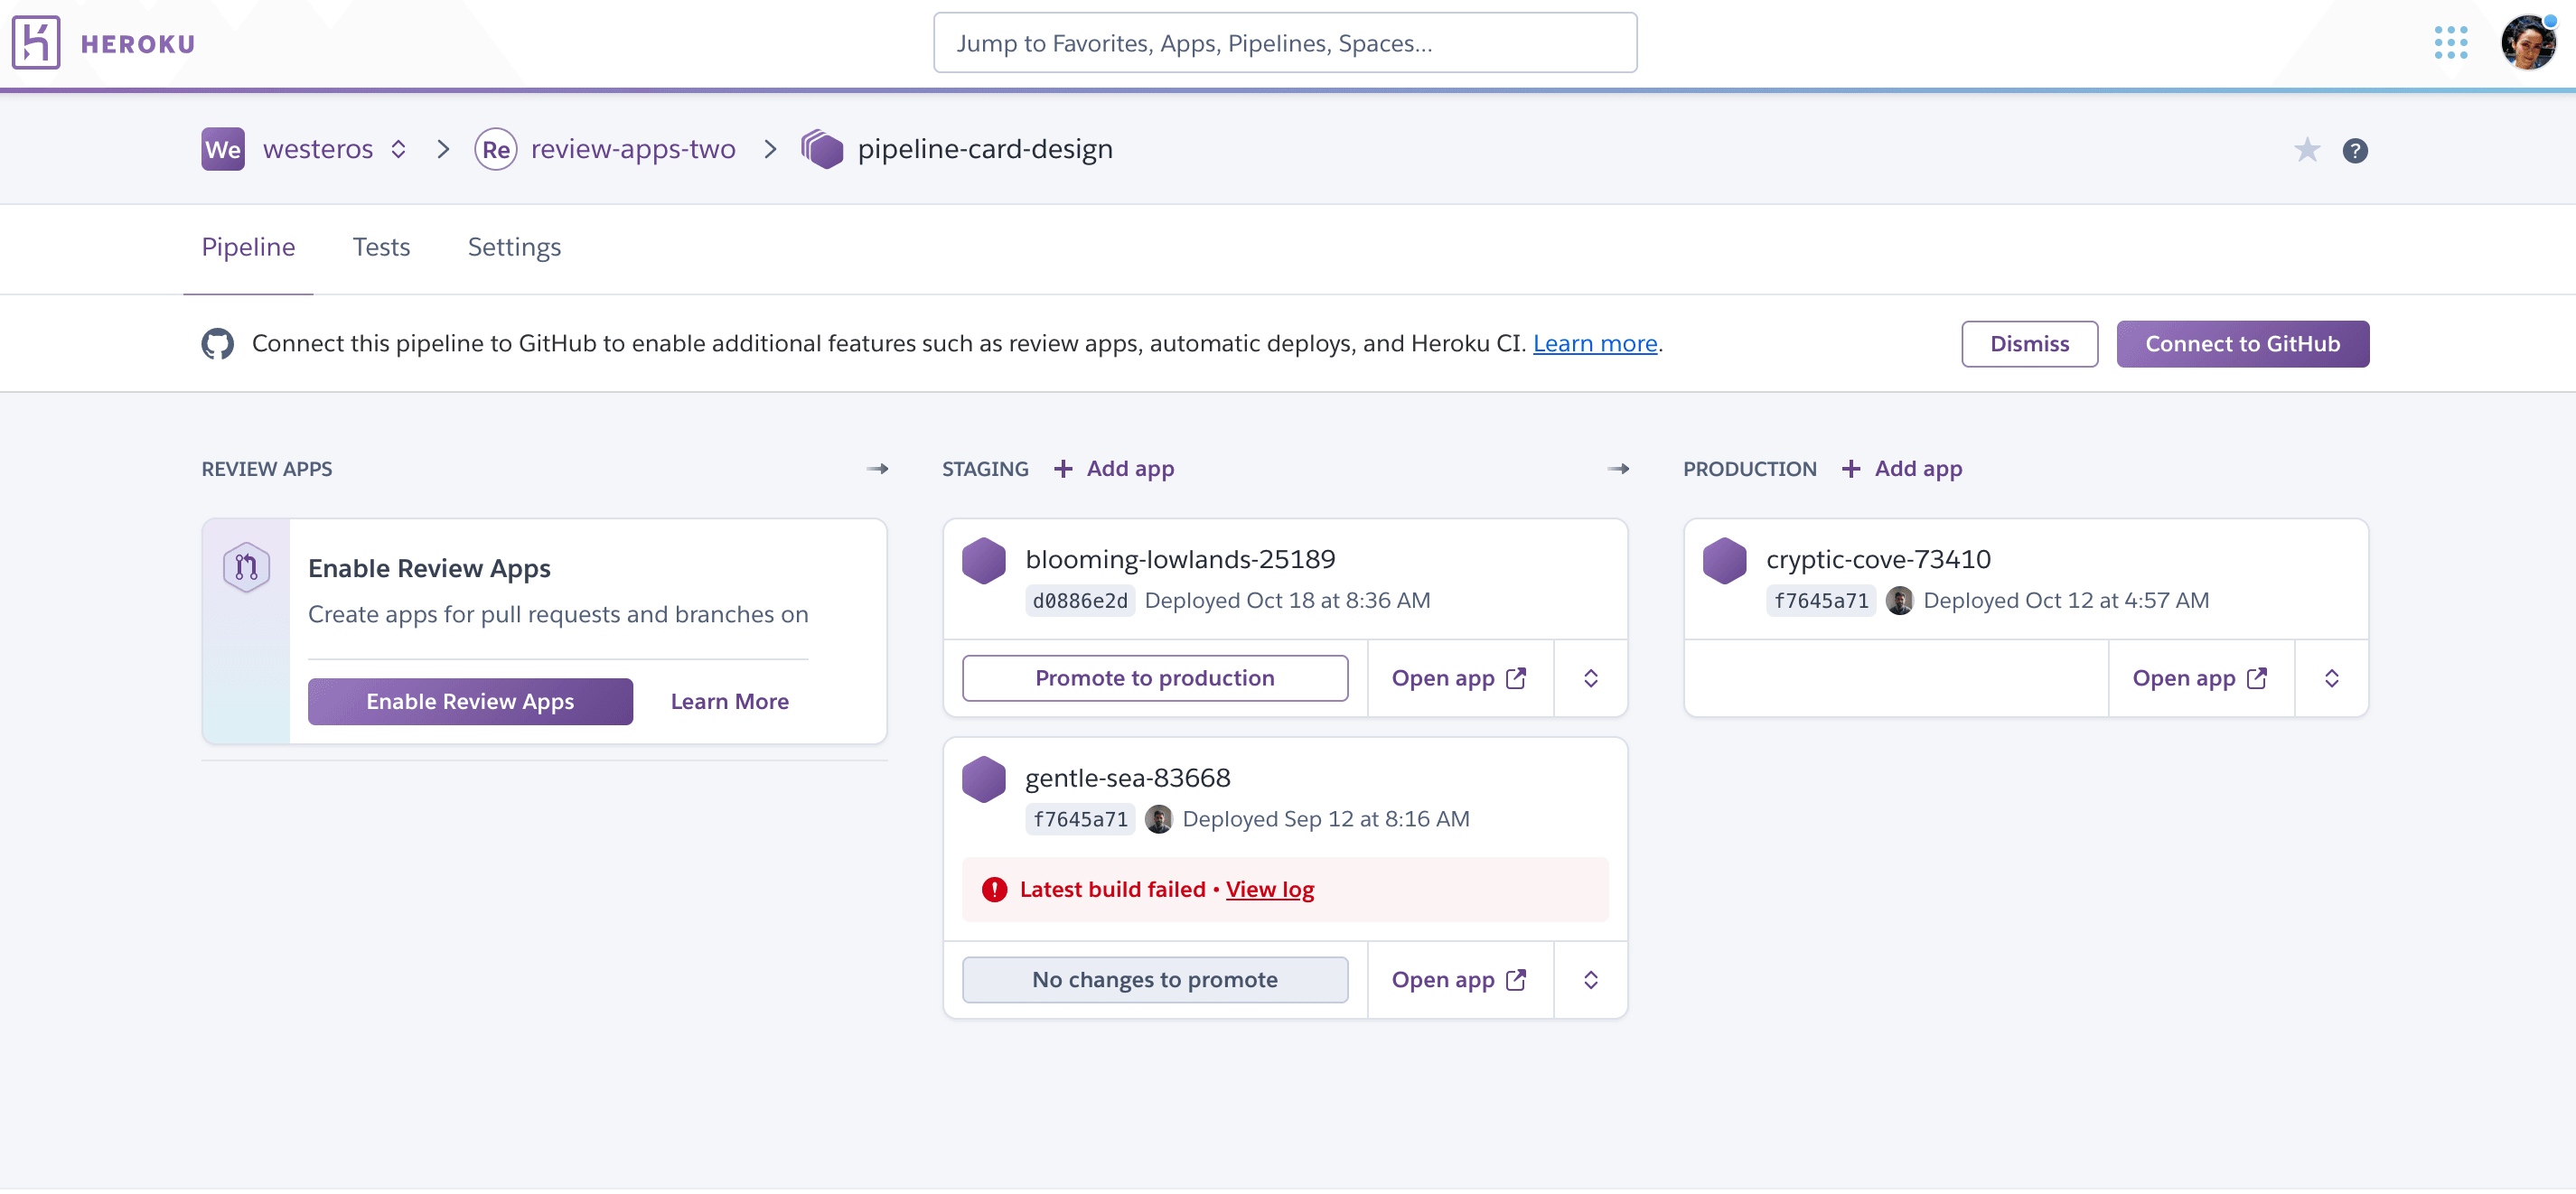 HEROKU
Jump to Favorites, Apps, Pipelines, Spaces...
We westeros > Re review-apps-two > pipeline-card-design
?
Pipeline Tests Settings
Connect this pipeline to GitHub to enable additional features such as review apps, automatic deploys, and Heroku CI. Learn more.
Dismiss Connect to GitHub
REVIEW APPS →
Enable Review Apps
Create apps for pull requests and branches on
Enable Review Apps Learn More
STAGING + Add app →
blooming-lowlands-25189
d0886e2d Deployed Oct 18 at 8:36 AM
Promote to production Open app
gentle-sea-83668
f7645a71 Deployed Sep 12 at 8:16 AM
! Latest build failed • View log
No changes to promote Open app
PRODUCTION + Add app
cryptic-cove-73410
f7645a71 Deployed Oct 12 at 4:57 AM
Open app